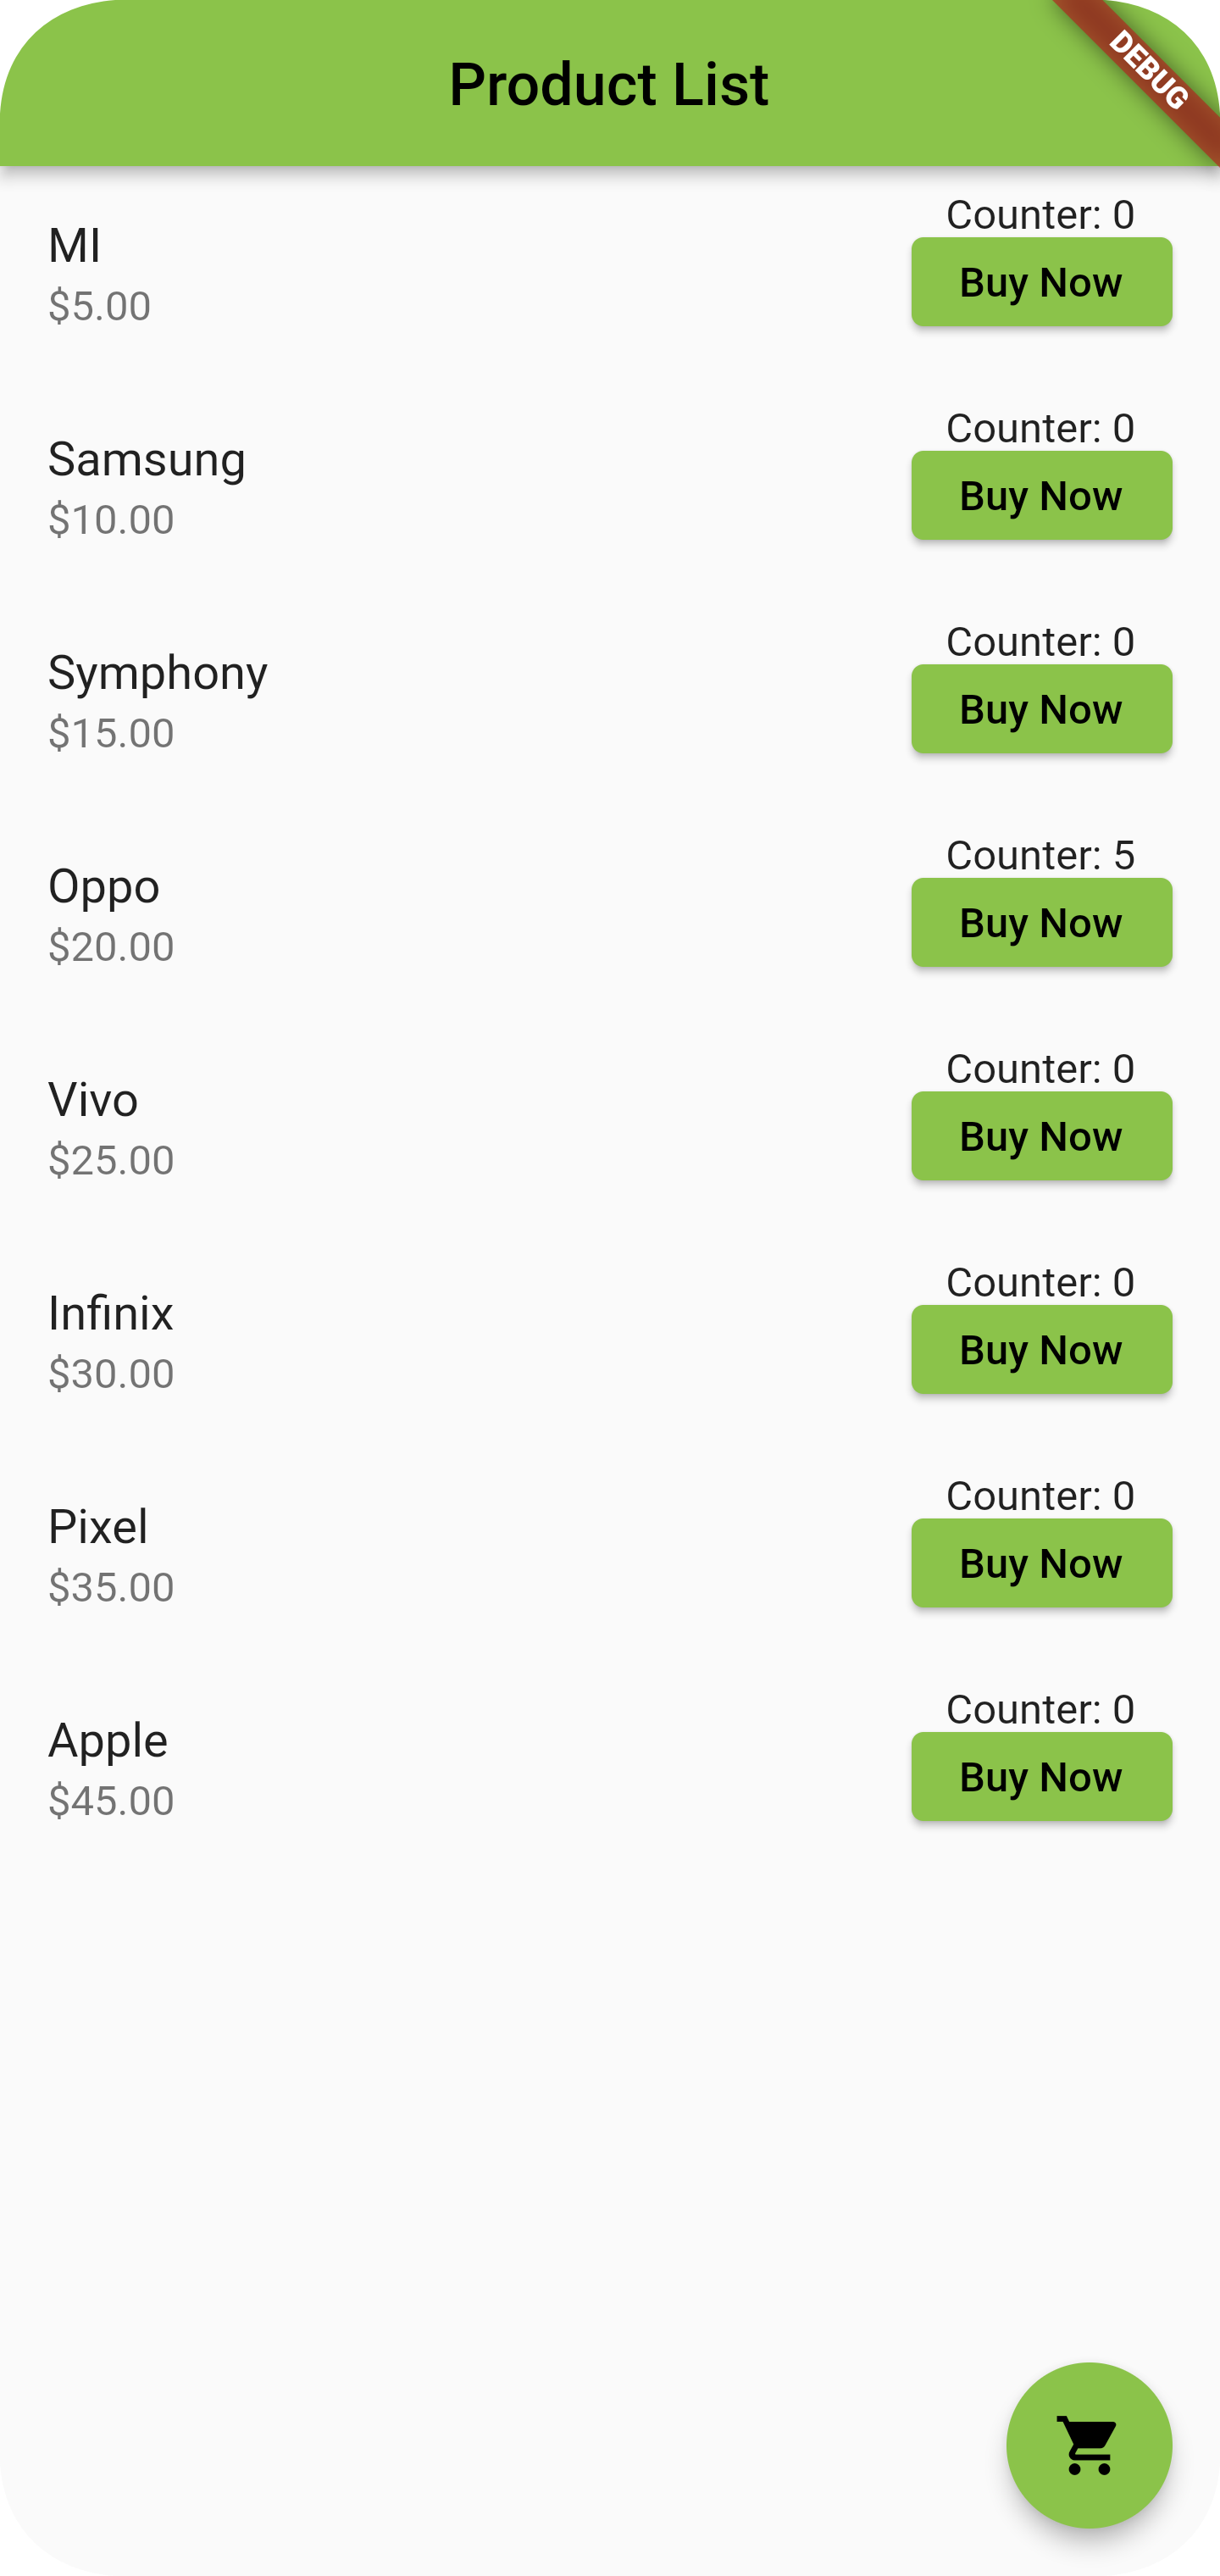 Product List
DEBUG
MI
$5.00
Counter: 0
Buy Now
Samsung
$10.00
Counter: 0
Buy Now
Symphony
$15.00
Counter: 0
Buy Now
Oppo
$20.00
Counter: 5
Buy Now
Vivo
$25.00
Counter: 0
Buy Now
Infinix
$30.00
Counter: 0
Buy Now
Pixel
$35.00
Counter: 0
Buy Now
Apple
$45.00
Counter: 0
Buy Now